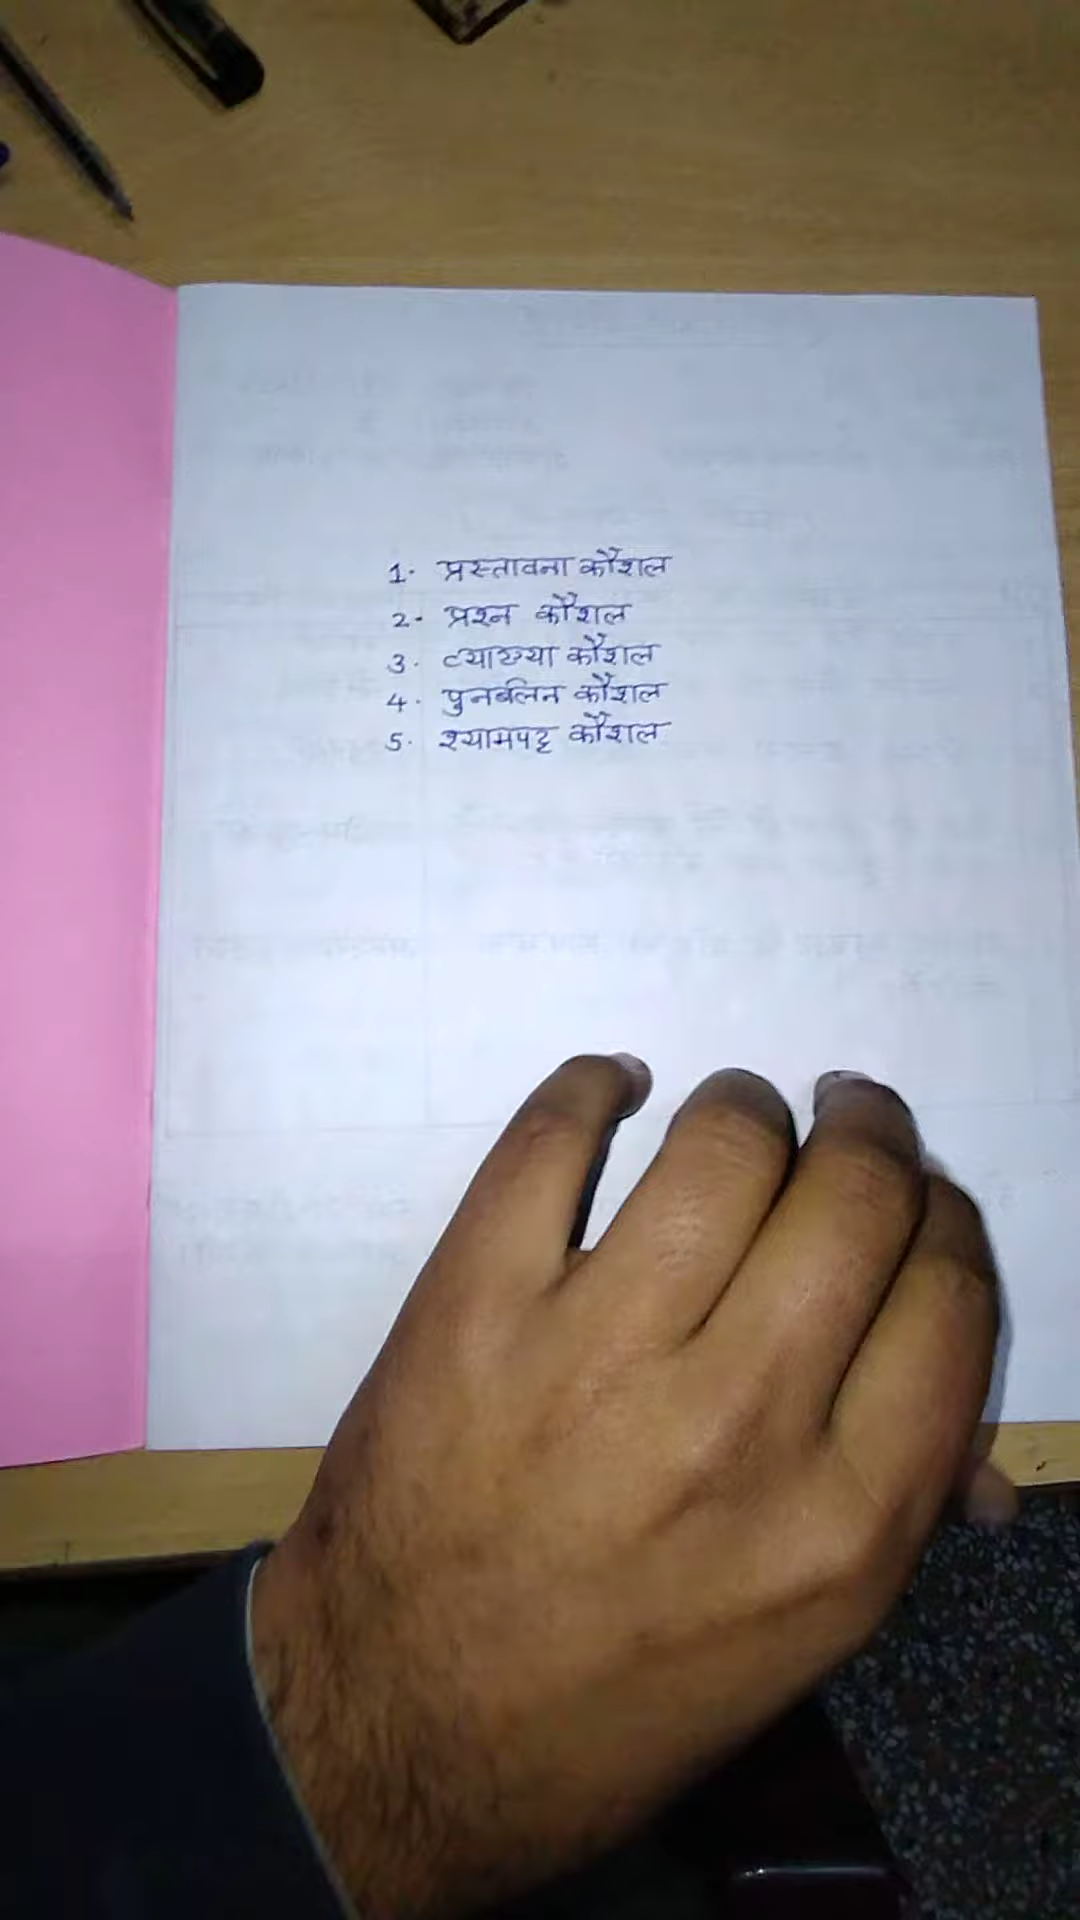 1. प्रस्तावना कौशल
2. प्रश्न कौशल
3. व्याख्या कौशल
4. पुनर्बलन कौशल
5. श्यामपट्ट कौशल